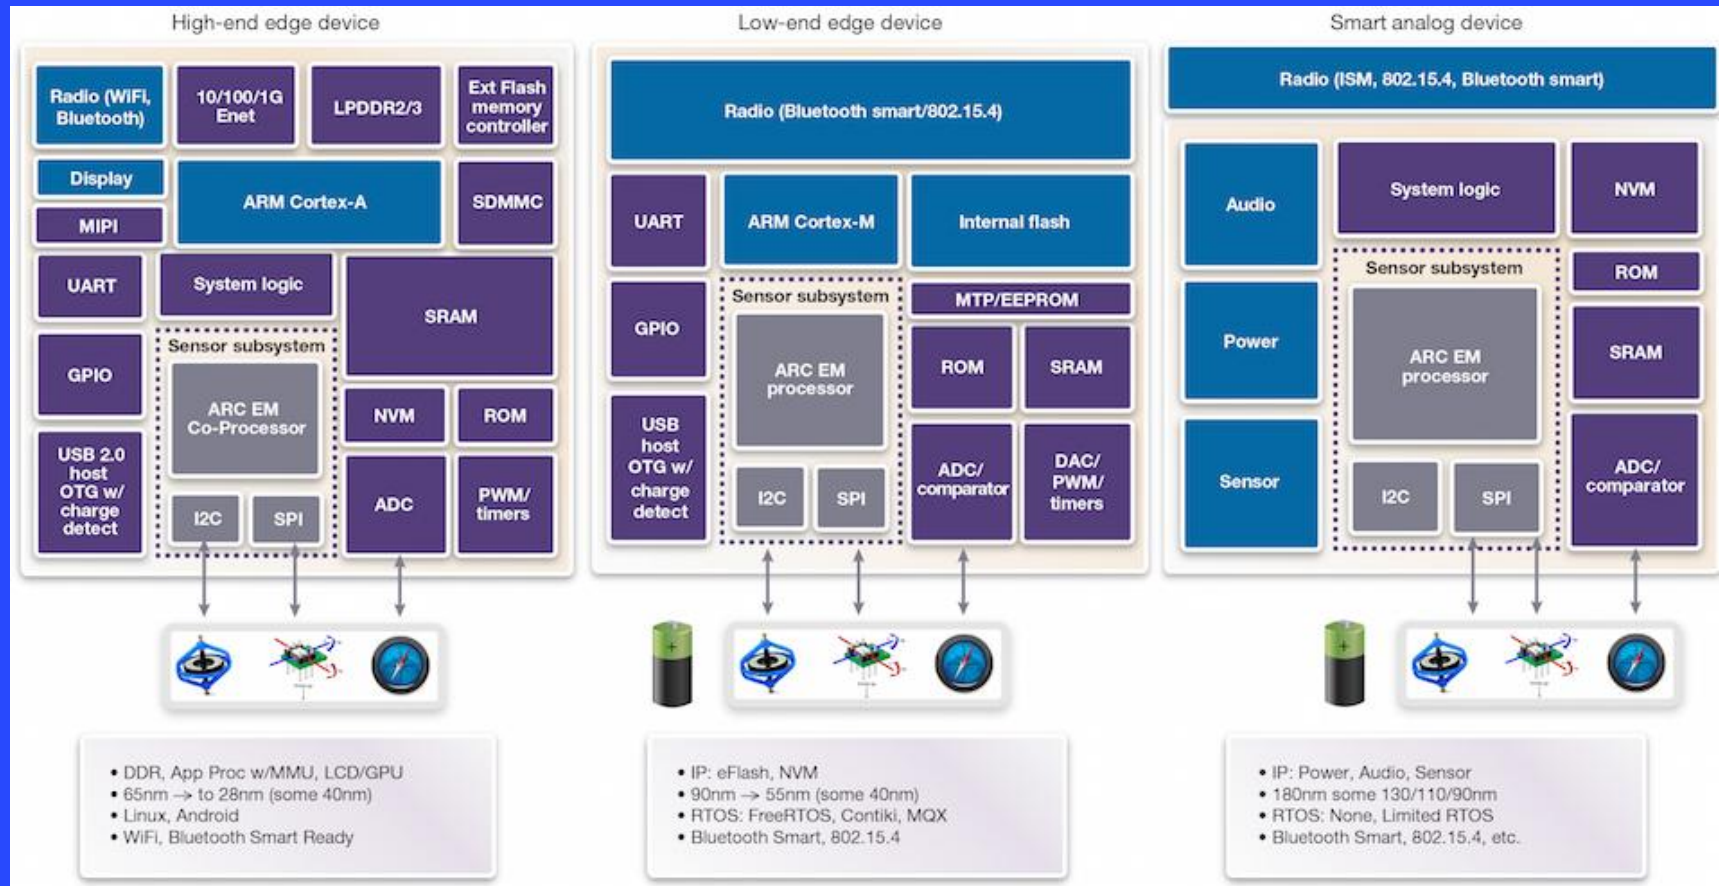 High-end edge device
Radio (WiFi,
Bluetooth)
10/100/1G
Enet
LPDDR2/3
Ext Flash
memory
controller
Display
MIPI
ARM Cortex-A
SDMMC
UART
System logic
SRAM
GPIO
Sensor subsystem
ARC EM
Co-Processor
NVM
ROM
USB 2.0
host
OTG w/
charge
detect
I2C
SPI
ADC
PWM/
timers
• DDR, App Proc w/MMU, LCD/GPU
• 65nm → to 28nm (some 40nm)
• Linux, Android
• WiFi, Bluetooth Smart Ready
Low-end edge device
Radio (Bluetooth smart/802.15.4)
UART
ARM Cortex-M
Internal flash
GPIO
Sensor subsystem
ARC EM
processor
MTP/EEPROM
ROM
SRAM
USB
host
OTG w/
charge
detect
I2C
SPI
ADC/
comparator
DAC/
PWM/
timers
+
• IP: eFlash, NVM
• 90nm → 55nm (some 40nm)
• RTOS: FreeRTOS, Contiki, MQX
• Bluetooth Smart, 802.15.4
Smart analog device
Radio (ISM, 802.15.4, Bluetooth smart)
Audio
System logic
NVM
Power
Sensor subsystem
ARC EM
processor
ROM
SRAM
Sensor
I2C
SPI
ADC/
comparator
+
• IP: Power, Audio, Sensor
• 180nm some 130/110/90nm
• RTOS: None, Limited RTOS
• Bluetooth Smart, 802.15.4, etc.